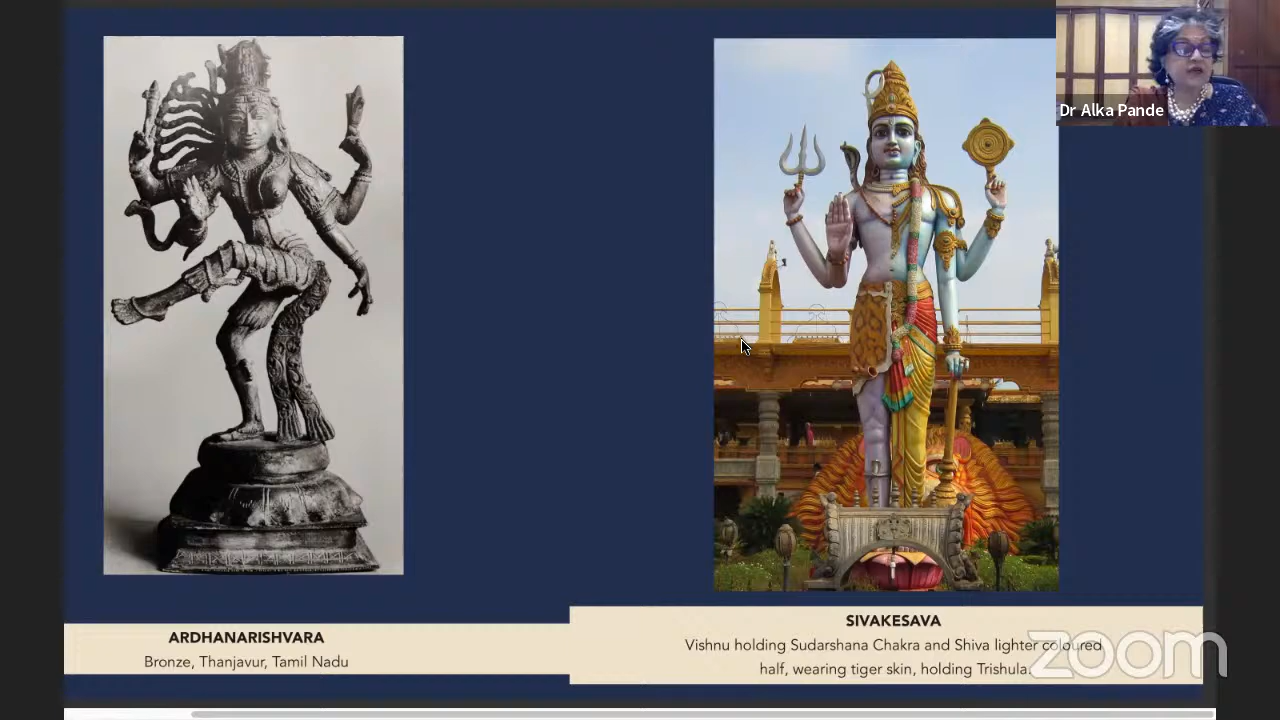 Dr Alka Pande
ARDHANARISHVARA
Bronze, Thanjavur, Tamil Nadu
SIVAKESAVA
Vishnu holding Sudarshana Chakra and Shiva lighter coloured
half, wearing tiger skin, holding Trishula.
zoom